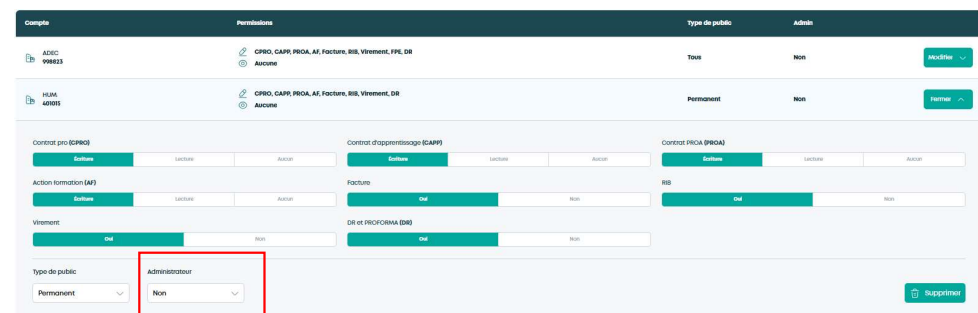 Compte Permissions Type de public Admin
ADEC
998823
CPRO, CAPP, PROA, AF, Facture, RIB, Virement, FPE, DR
Aucune
Tous Non Modifier
HUM
401015
CPRO, CAPP, PROA, AF, Facture, RIB, Virement, DR
Aucune
Permanent Non Fermer
Contrat pro (CPRO) Contrat d'apprentissage (CAPP) Contrat PROA (PROA)
Écriture Lecture Aucun Écriture Lecture Aucun Écriture Lecture Aucun
Action formation (AF) Facture RIB
Écriture Lecture Aucun Oui Non Oui Non
Virement DR et PROFORMA (DR)
Oui Non Oui Non
Type de public Administrateur
Permanent Non Supprimer